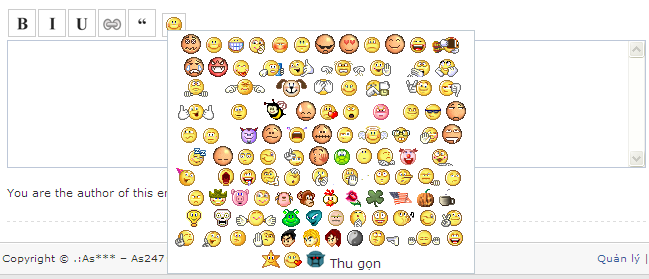 B I U “
You are the author of this en
Copyright © .:As*** – As247
Quản lý |
Thu gọn